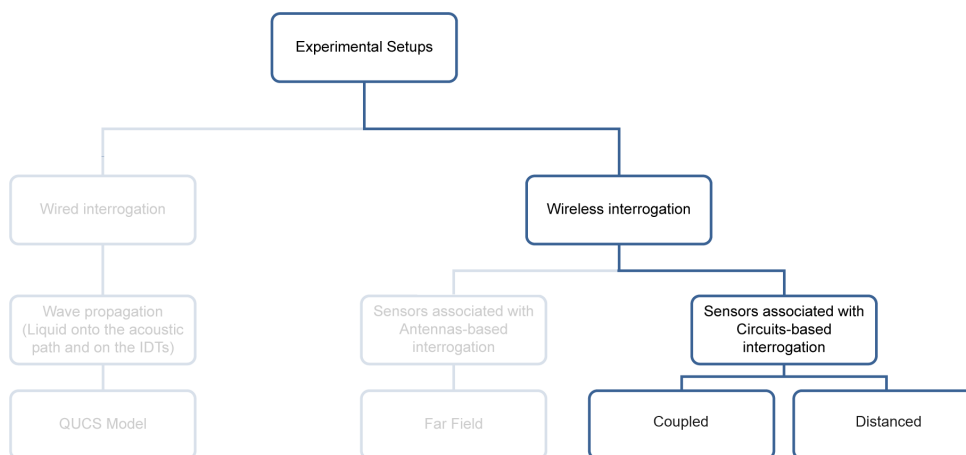 Experimental Setups
Wired interrogation
Wireless interrogation
Wave propagation
(Liquid onto the acoustic
path and on the IDTs)
Sensors associated with
Antennas-based
interrogation
Sensors associated with
Circuits-based
interrogation
QUCS Model
Far Field
Coupled
Distanced